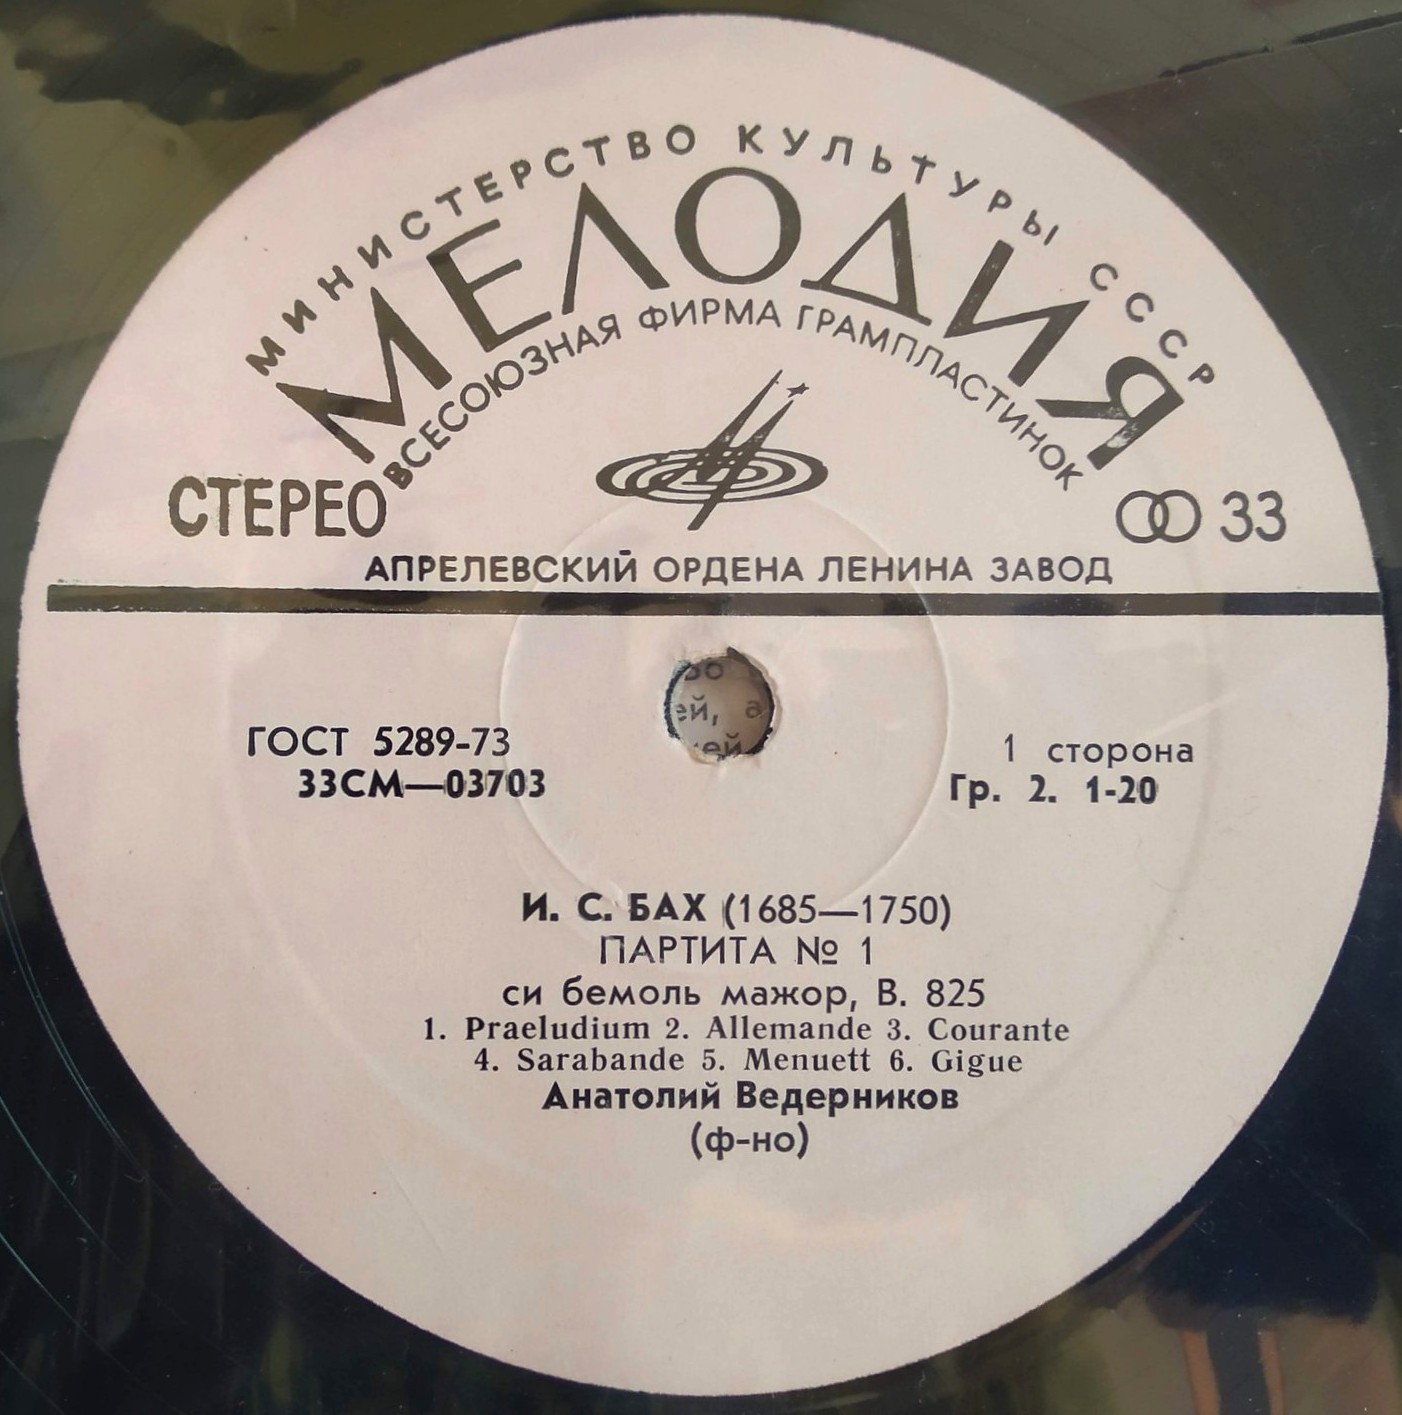 МИНИСТЕРСТВО КУЛЬТУРЫ СССР
МЕЛОДИЯ
ВСЕСОЮЗНАЯ ФИРМА ГРАМПЛАСТИНОК
СТЕРЕО
33
АПРЕЛЕВСКИЙ ОРДЕНА ЛЕНИНА ЗАВОД
ГОСТ 5289-73
33СМ—03703
1 сторона
Гр. 2. 1-20
И. С. БАХ (1685—1750)
ПАРТИТА № 1
си бемоль мажор, В. 825
1. Praeludium 2. Allemande 3. Courante
4. Sarabande 5. Menuett 6. Gigue
Анатолий Ведерников
(ф-но)